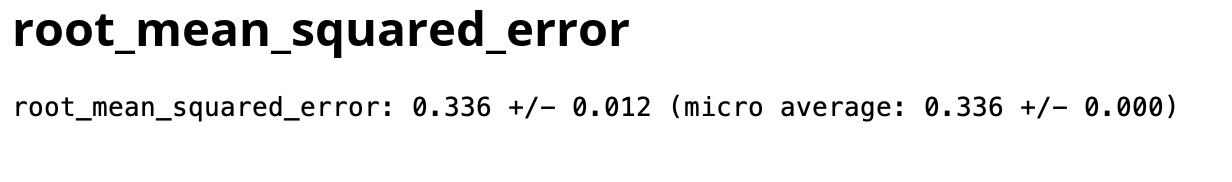 root_mean_squared_error
root_mean_squared_error: 0.336 +/- 0.012 (micro average: 0.336 +/- 0.000)